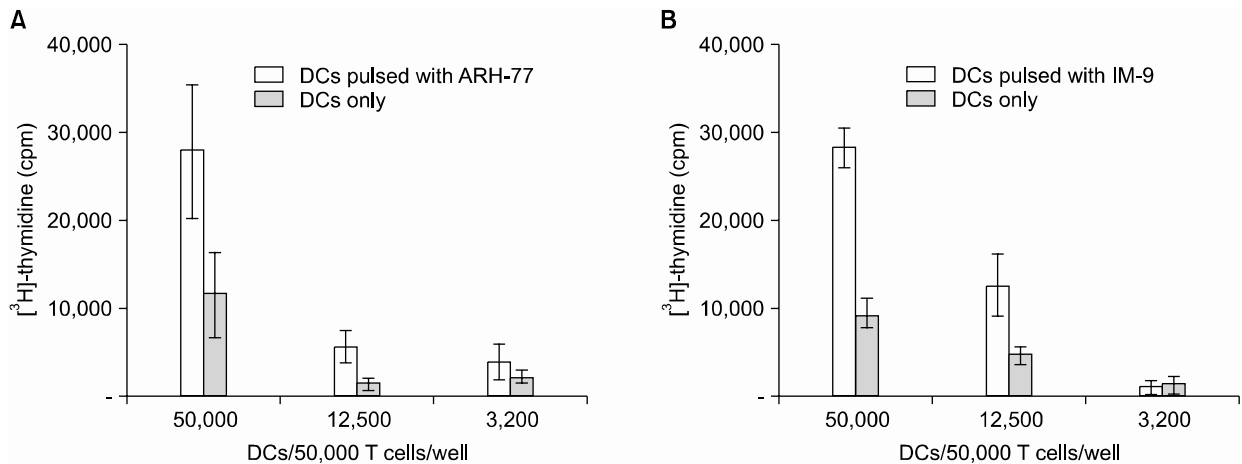 A
40,000
30,000
20,000
10,000
-
[³H]-thymidine (cpm)
DCs pulsed with ARH-77
DCs only
50,000
12,500
3,200
DCs/50,000 T cells/well
B
40,000
30,000
20,000
10,000
-
[³H]-thymidine (cpm)
DCs pulsed with IM-9
DCs only
50,000
12,500
3,200
DCs/50,000 T cells/well